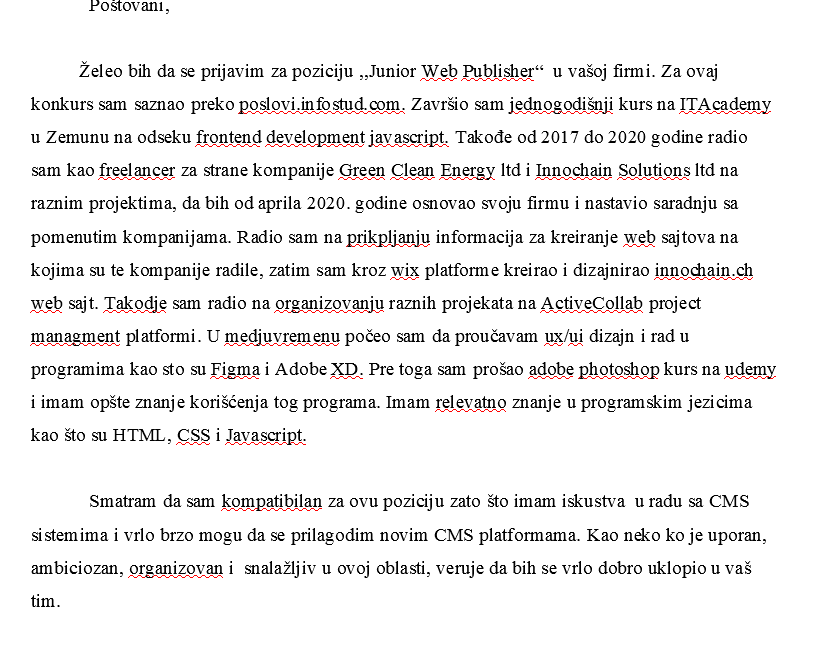 Poštovani,
Želeo bih da se prijavim za poziciju ,,Junior Web Publisher“ u vašoj firmi. Za ovaj
konkurs sam saznao preko poslovi.infostud.com. Završio sam jednogodišnji kurs na ITAcademy
u Zemunu na odseku frontend development javascript. Takođe od 2017 do 2020 godine radio
sam kao freelancer za strane kompanije Green Clean Energy ltd i Innochain Solutions ltd na
raznim projektima, da bih od aprila 2020. godine osnovao svoju firmu i nastavio saradnju sa
pomenutim kompanijama. Radio sam na prikpljanju informacija za kreiranje web sajtova na
kojima su te kompanije radile, zatim sam kroz wix platforme kreirao i dizajnirao innochain.ch
web sajt. Takodje sam radio na organizovanju raznih projekata na ActiveCollab project
managment platformi. U medjuvremenu počeo sam da proučavam ux/ui dizajn i rad u
programima kao sto su Figma i Adobe XD. Pre toga sam prošao adobe photoshop kurs na udemy
i imam opšte znanje korišćenja tog programa. Imam relevatno znanje u programskim jezicima
kao što su HTML, CSS i Javascript.
Smatram da sam kompatibilan za ovu poziciju zato što imam iskustva u radu sa CMS
sistemima i vrlo brzo mogu da se prilagodim novim CMS platformama. Kao neko ko je uporan,
ambiciozan, organizovan i snalažljiv u ovoj oblasti, veruje da bih se vrlo dobro uklopio u vaš
tim.